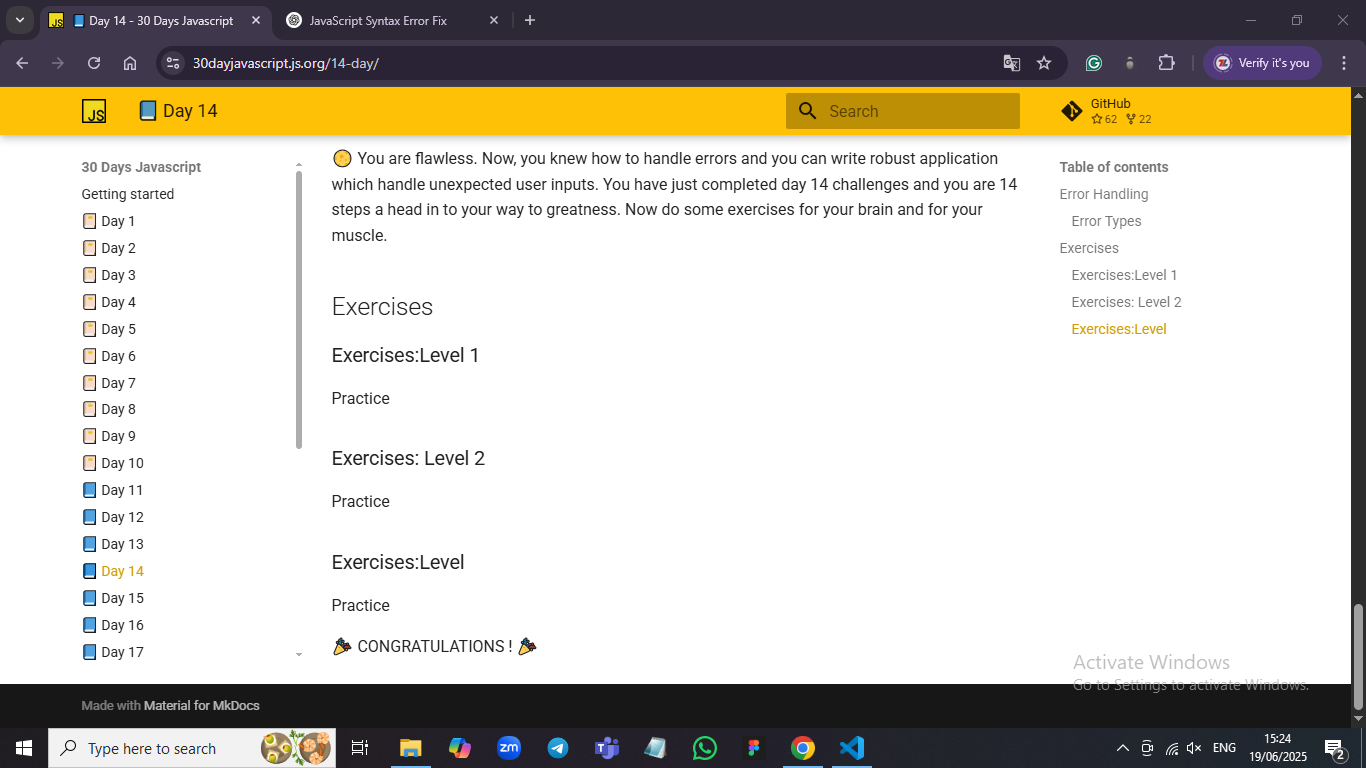 Day 14 - 30 Days Javascript
JavaScript Syntax Error Fix
30dayjavascript.js.org/14-day/
Verify it's you
JS
Day 14
Search
GitHub
62 22
30 Days Javascript
Getting started
Day 1
Day 2
Day 3
Day 4
Day 5
Day 6
Day 7
Day 8
Day 9
Day 10
Day 11
Day 12
Day 13
Day 14
Day 15
Day 16
Day 17
You are flawless. Now, you knew how to handle errors and you can write robust application
which handle unexpected user inputs. You have just completed day 14 challenges and you are 14
steps a head in to your way to greatness. Now do some exercises for your brain and for your
muscle.
Exercises
Exercises:Level 1
Practice
Exercises: Level 2
Practice
Exercises:Level
Practice
CONGRATULATIONS !
Table of contents
Error Handling
Error Types
Exercises
Exercises:Level 1
Exercises: Level 2
Exercises:Level
Activate Windows
Go to Settings to activate Windows.
Made with Material for MkDocs
Type here to search
zm
ENG
15:24
19/06/2025
2